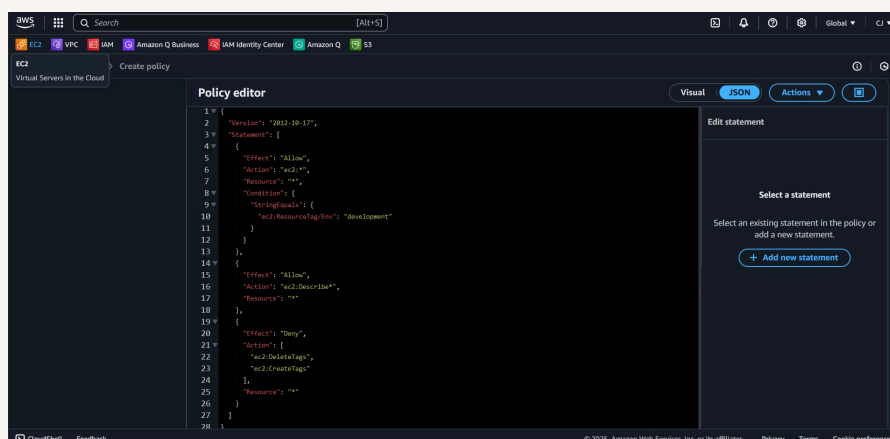 aws Search [Alt+S] Global ▼ CJ
EC2 VPC IAM Amazon Q Business IAM Identity Center Amazon Q S3
EC2
Virtual Servers in the Cloud
> Create policy
Policy editor Visual JSON Actions ▼
1 {
2 "Version": "2012-10-17",
3 "Statement": [
4 {
5 "Effect": "Allow",
6 "Action": "ec2:*",
7 "Resource": "*",
8 "Condition": {
9 "StringEquals": {
10 "ec2:ResourceTag/Env": "development"
11 }
12 }
13 },
14 {
15 "Effect": "Allow",
16 "Action": "ec2:Describe*",
17 "Resource": "*"
18 },
19 {
20 "Effect": "Deny",
21 "Action": [
22 "ec2:DeleteTags",
23 "ec2:CreateTags"
24 ],
25 "Resource": "*"
26 }
27 ]
28 }
Edit statement
Select a statement
Select an existing statement in the policy or
add a new statement.
+ Add new statement
CloudShell Feedback © 2025, Amazon Web Services, Inc. or its affiliates. Privacy Terms Cookie preferences